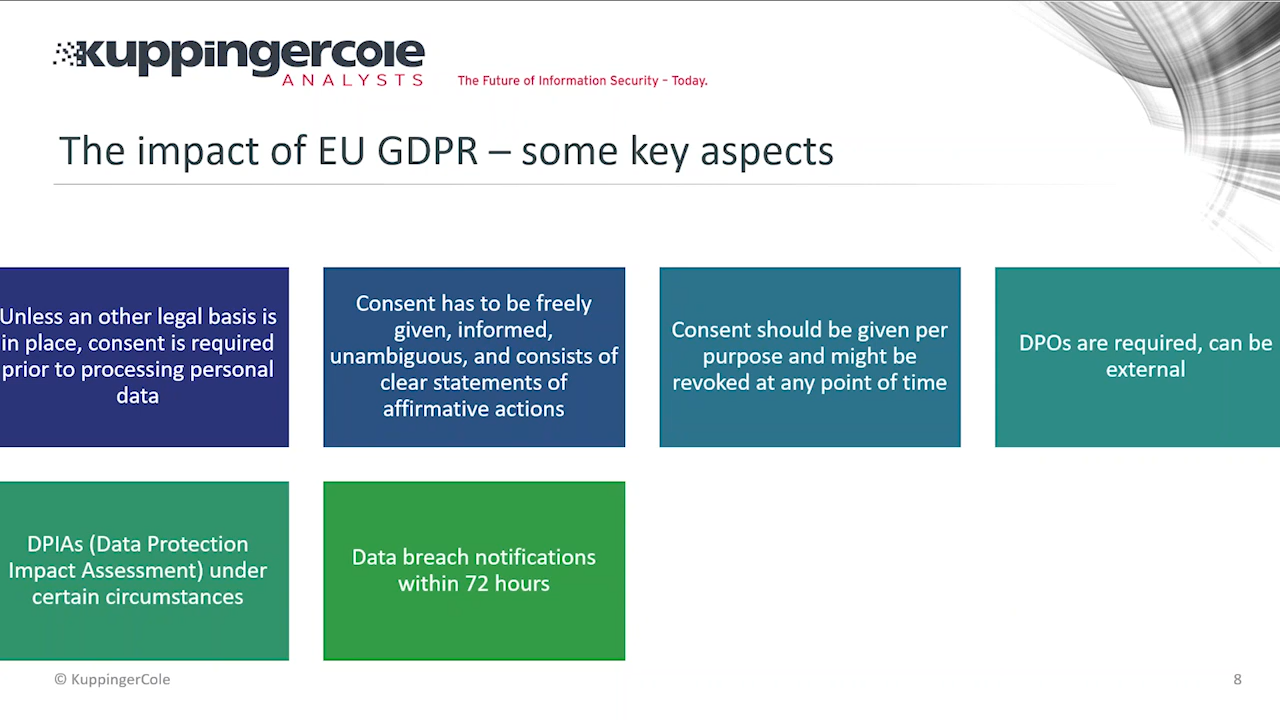 kuppingercole
ANALYSTS
The Future of Information Security – Today.
The impact of EU GDPR – some key aspects
Unless an other legal basis is
in place, consent is required
prior to processing personal
data
Consent has to be freely
given, informed,
unambiguous, and consists of
clear statements of
affirmative actions
Consent should be given per
purpose and might be
revoked at any point of time
DPOs are required, can be
external
DPIAs (Data Protection
Impact Assessment) under
certain circumstances
Data breach notifications
within 72 hours
© KuppingerCole
8